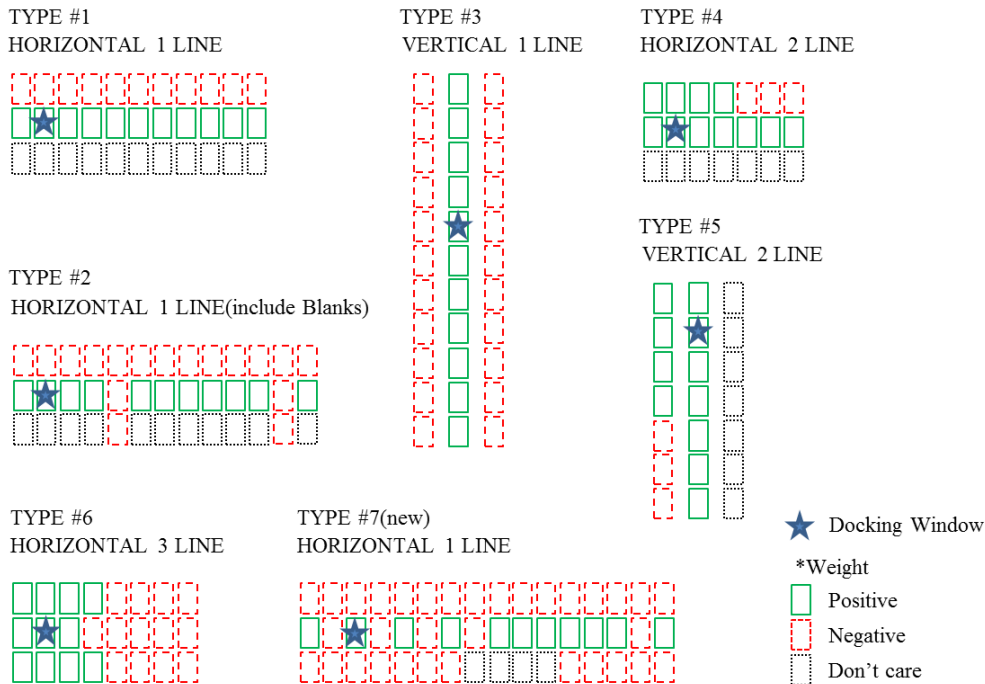 TYPE #1
HORIZONTAL 1 LINE
TYPE #3
VERTICAL 1 LINE
TYPE #4
HORIZONTAL 2 LINE
TYPE #2
HORIZONTAL 1 LINE(include Blanks)
TYPE #5
VERTICAL 2 LINE
TYPE #6
HORIZONTAL 3 LINE
TYPE #7(new)
HORIZONTAL 1 LINE
Docking Window
*Weight
Positive
Negative
Don't care